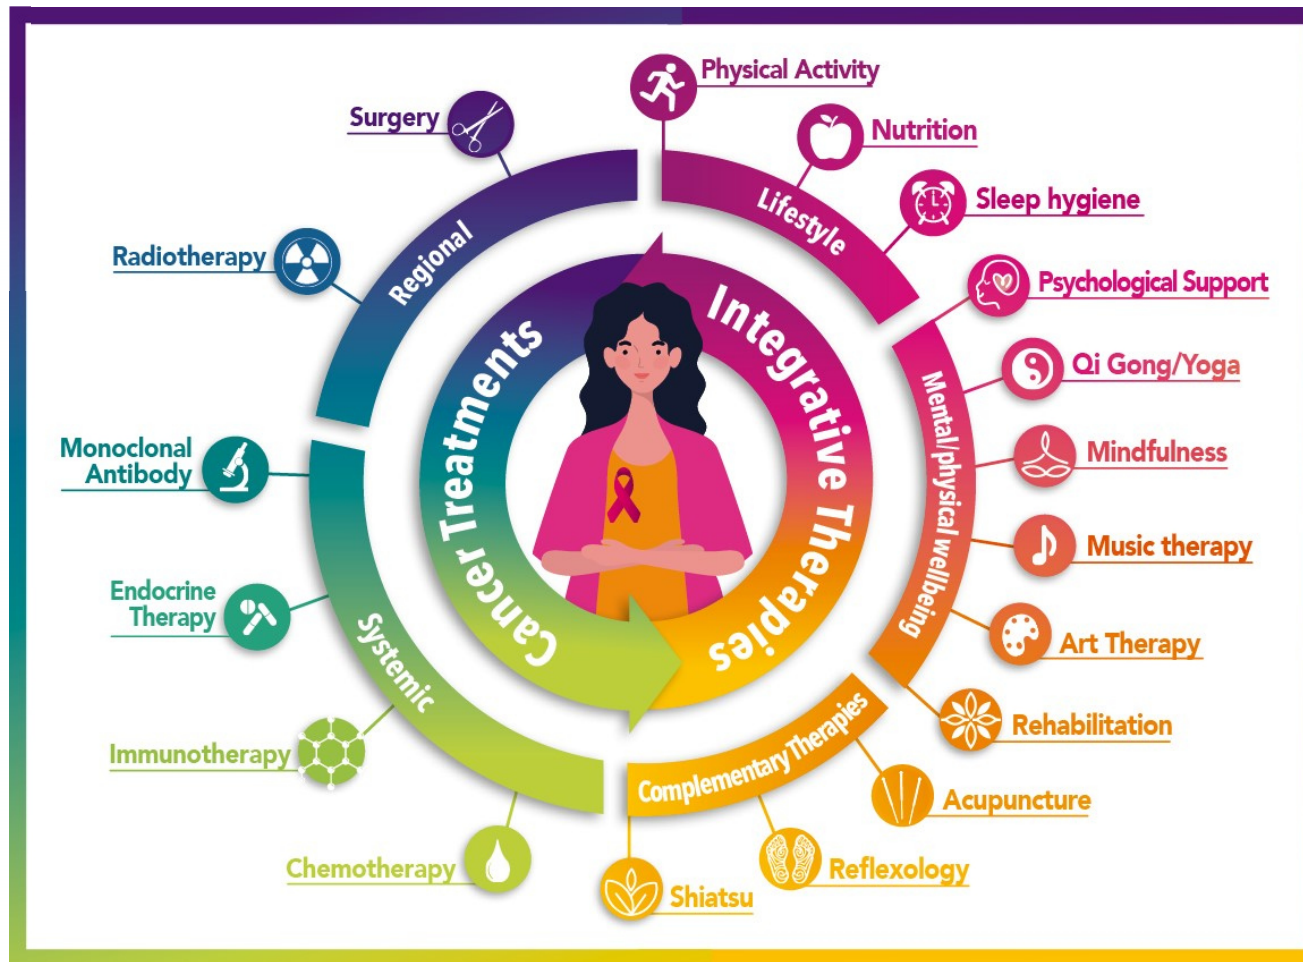 Physical Activity
Nutrition
Sleep hygiene
Lifestyle
Psychological Support
Qi Gong/Yoga
Mindfulness
Music therapy
Art Therapy
Rehabilitation
Mental/physical wellbeing
Acupuncture
Reflexology
Shiatsu
Complementary Therapies
Integrative Therapies
Surgery
Radiotherapy
Regional
Monoclonal
Antibody
Endocrine
Therapy
Immunotherapy
Chemotherapy
Systemic
Cancer Treatments